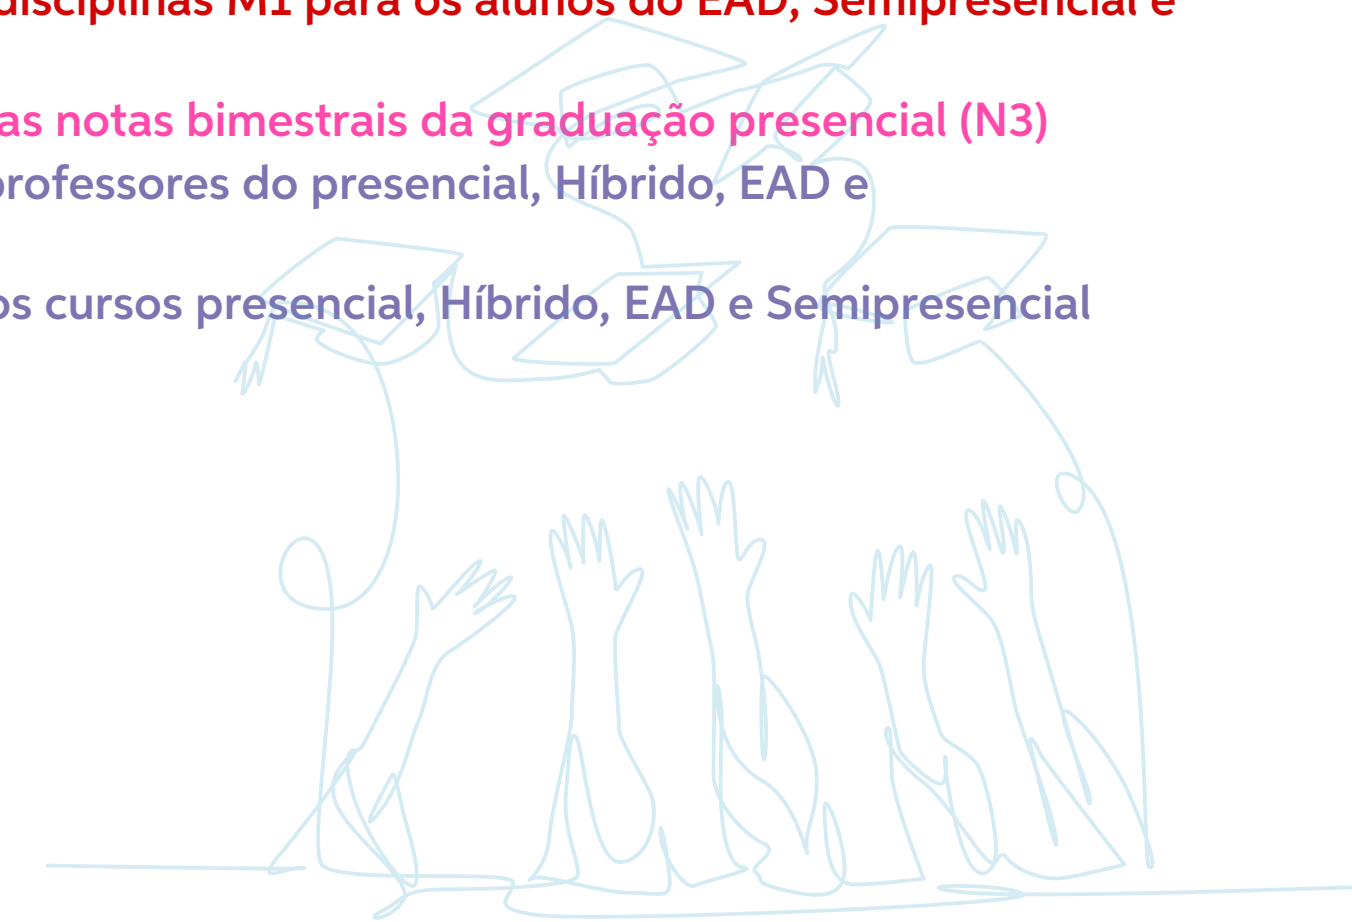 disciplinas M1 para os alunos do EAD, Semipresencial e
as notas bimestrais da graduação presencial (N3)
professores do presencial, Híbrido, EAD e
os cursos presencial, Híbrido, EAD e Semipresencial